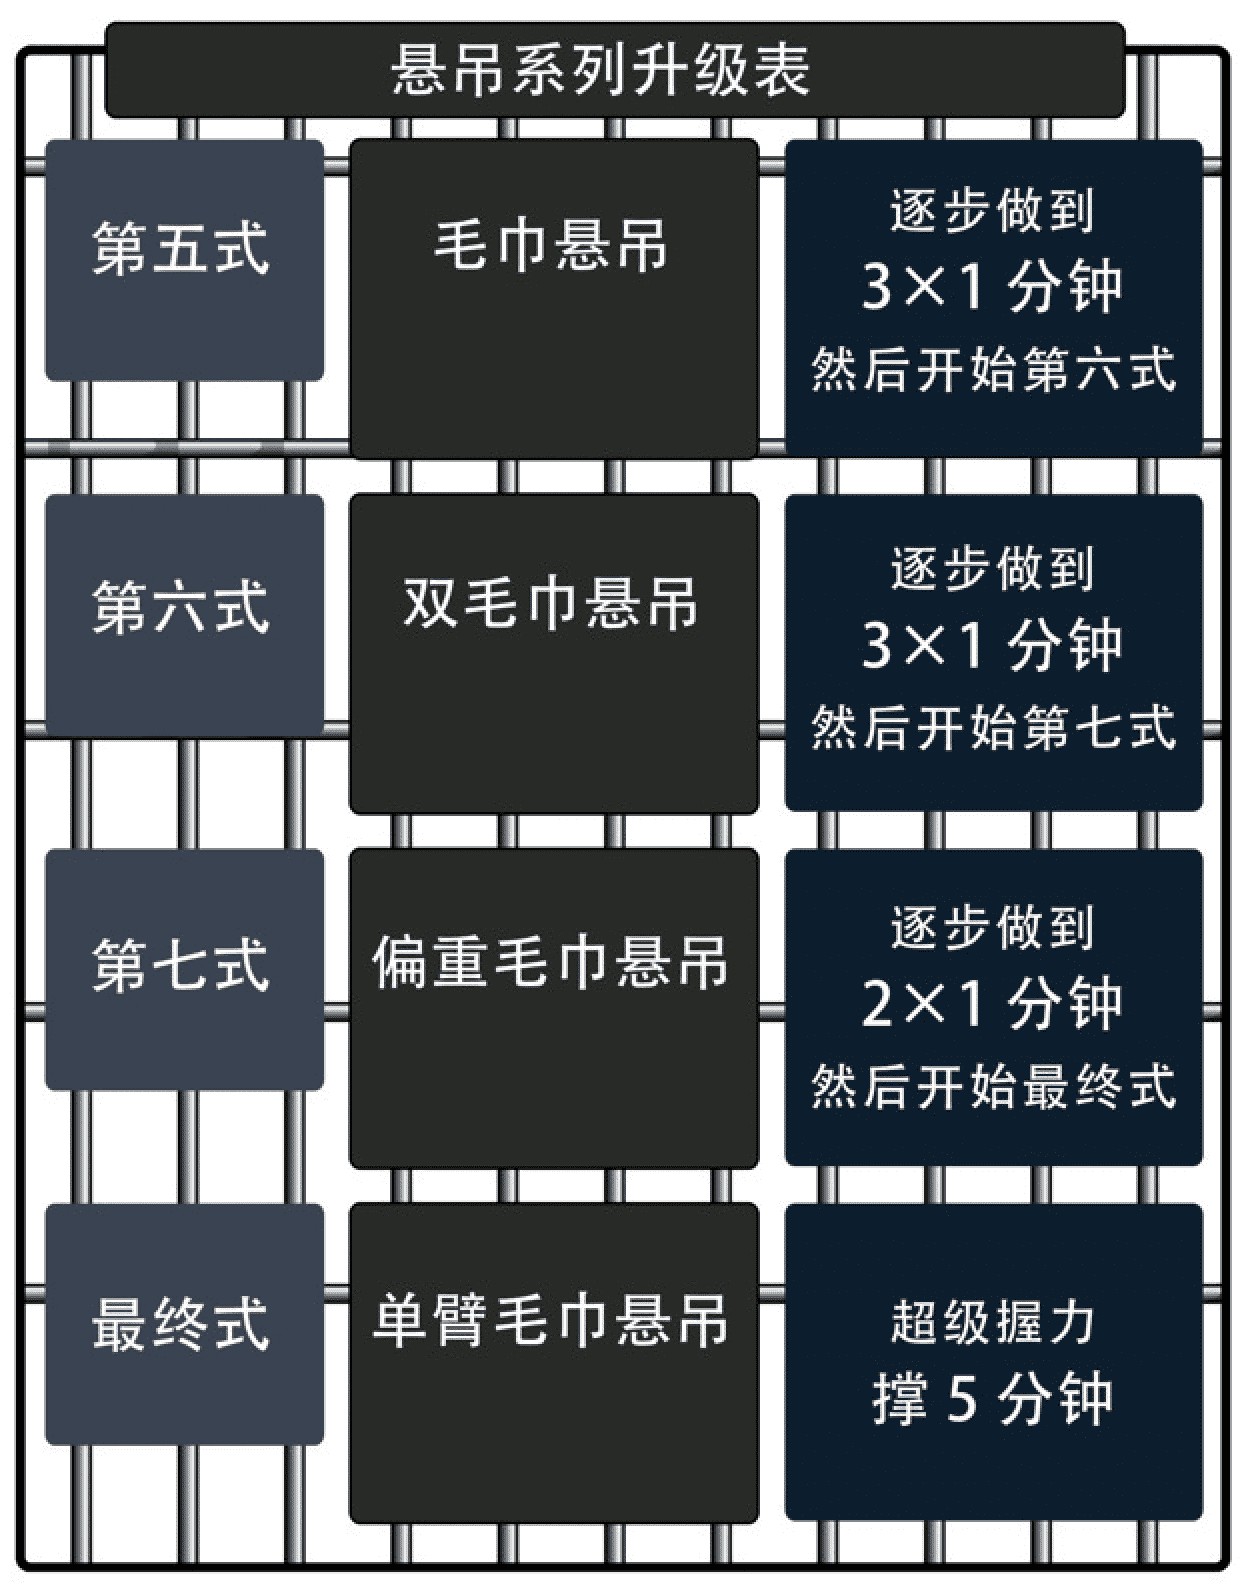 悬吊系列升级表
第五式
毛巾悬吊
逐步做到
3×1 分钟
然后开始第六式
第六式
双毛巾悬吊
逐步做到
3×1 分钟
然后开始第七式
第七式
偏重毛巾悬吊
逐步做到
2×1 分钟
然后开始最终式
最终式
单臂毛巾悬吊
超级握力
撑 5 分钟